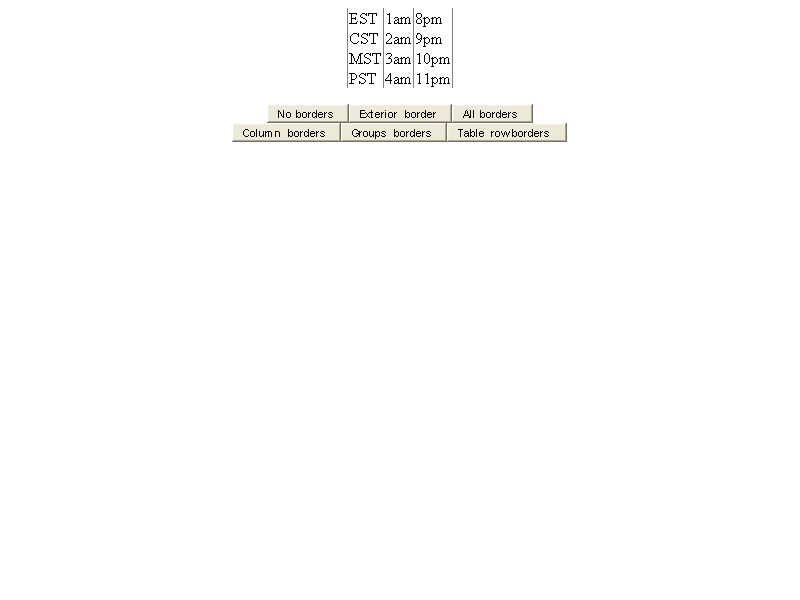 EST 1am 8pm
CST 2am 9pm
MST 3am 10pm
PST 4am 11pm
No borders Exterior border All borders
Column borders Groups borders Table rowborders